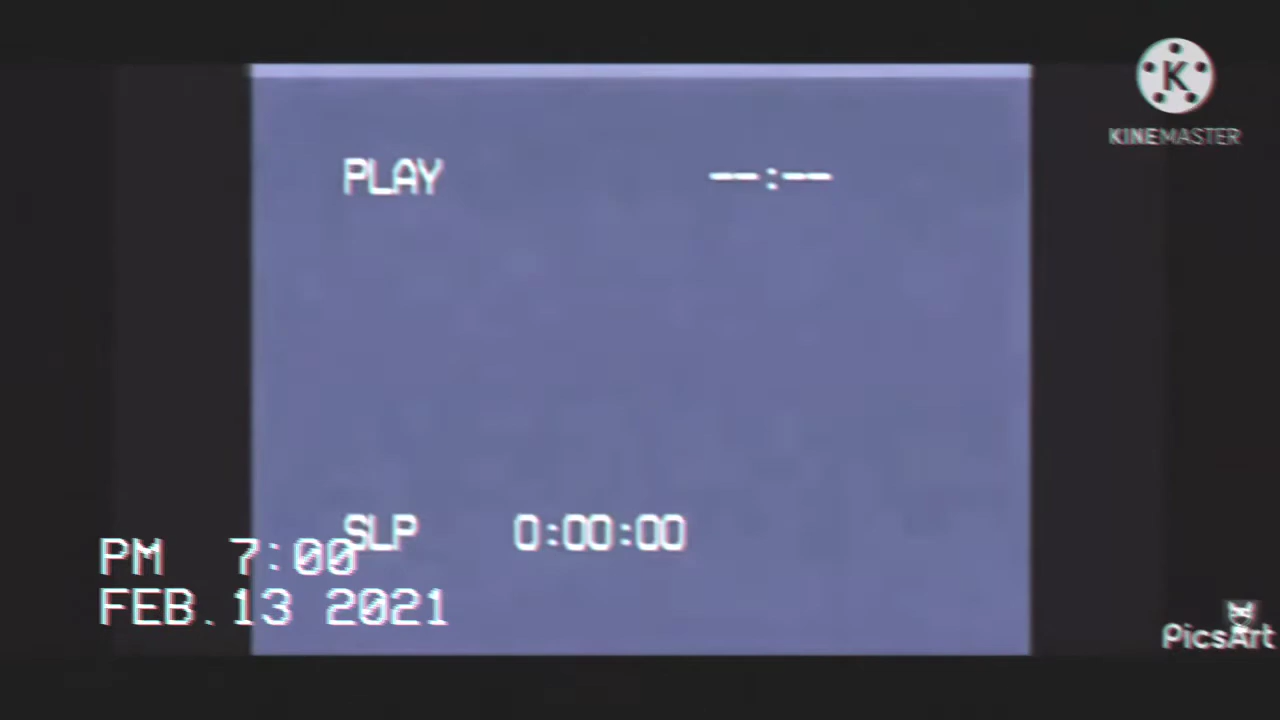 K
KINEMASTER
PLAY --:--
SLP 0:00:00
PM 7:00
FEB.13 2021
PicsArt